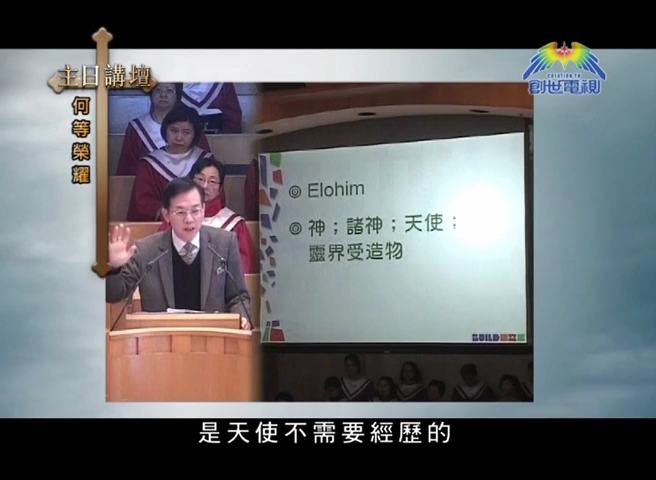 主日講壇
何等榮耀
CREATION TV
創世電視
Elohim
神；諸神；天使；
靈界受造物
BUILD
是天使不需要經歷的